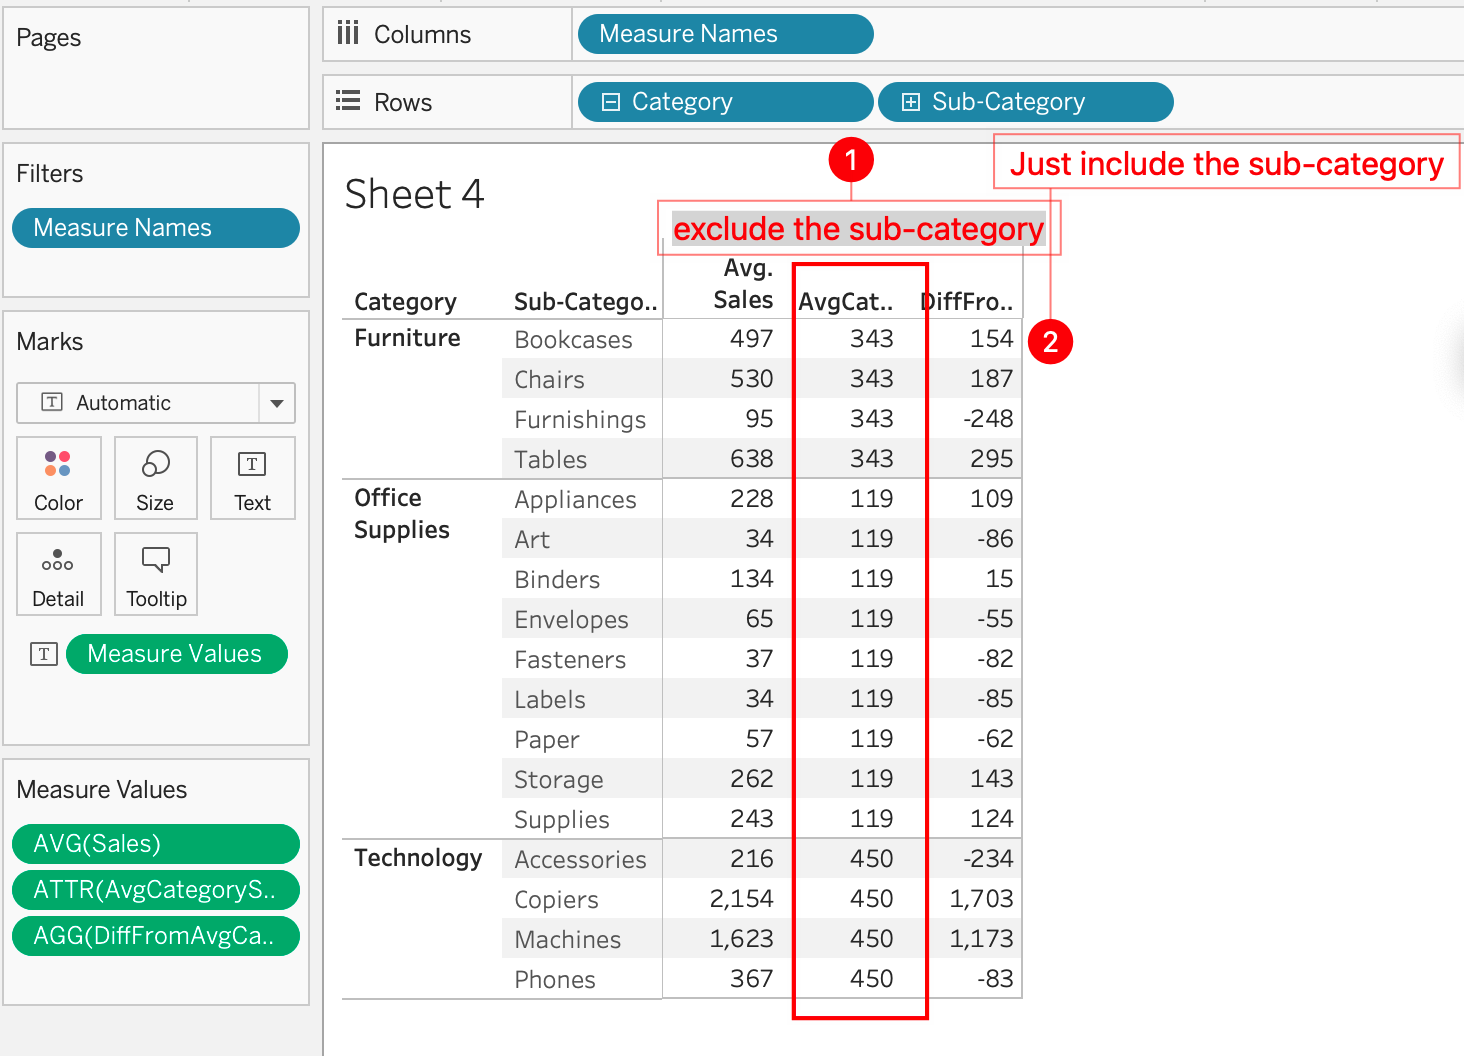 Pages
Columns
Measure Names
Rows
Category
Sub-Category
Filters
Measure Names
1
Just include the sub-category
Sheet 4
exclude the sub-category
Category Sub-Catego.. Avg. Sales AvgCat.. DiffFro..
2
Furniture Bookcases 497 343 154
Chairs 530 343 187
Furnishings 95 343 -248
Tables 638 343 295
Office Supplies Appliances 228 119 109
Art 34 119 -86
Binders 134 119 15
Envelopes 65 119 -55
Fasteners 37 119 -82
Labels 34 119 -85
Paper 57 119 -62
Storage 262 119 143
Supplies 243 119 124
Technology Accessories 216 450 -234
Copiers 2,154 450 1,703
Machines 1,623 450 1,173
Phones 367 450 -83
Marks
T Automatic
Color
Size
T
Text
Detail
Tooltip
T Measure Values
Measure Values
AVG(Sales)
ATTR(AvgCategoryS..
AGG(DiffFromAvgCa..